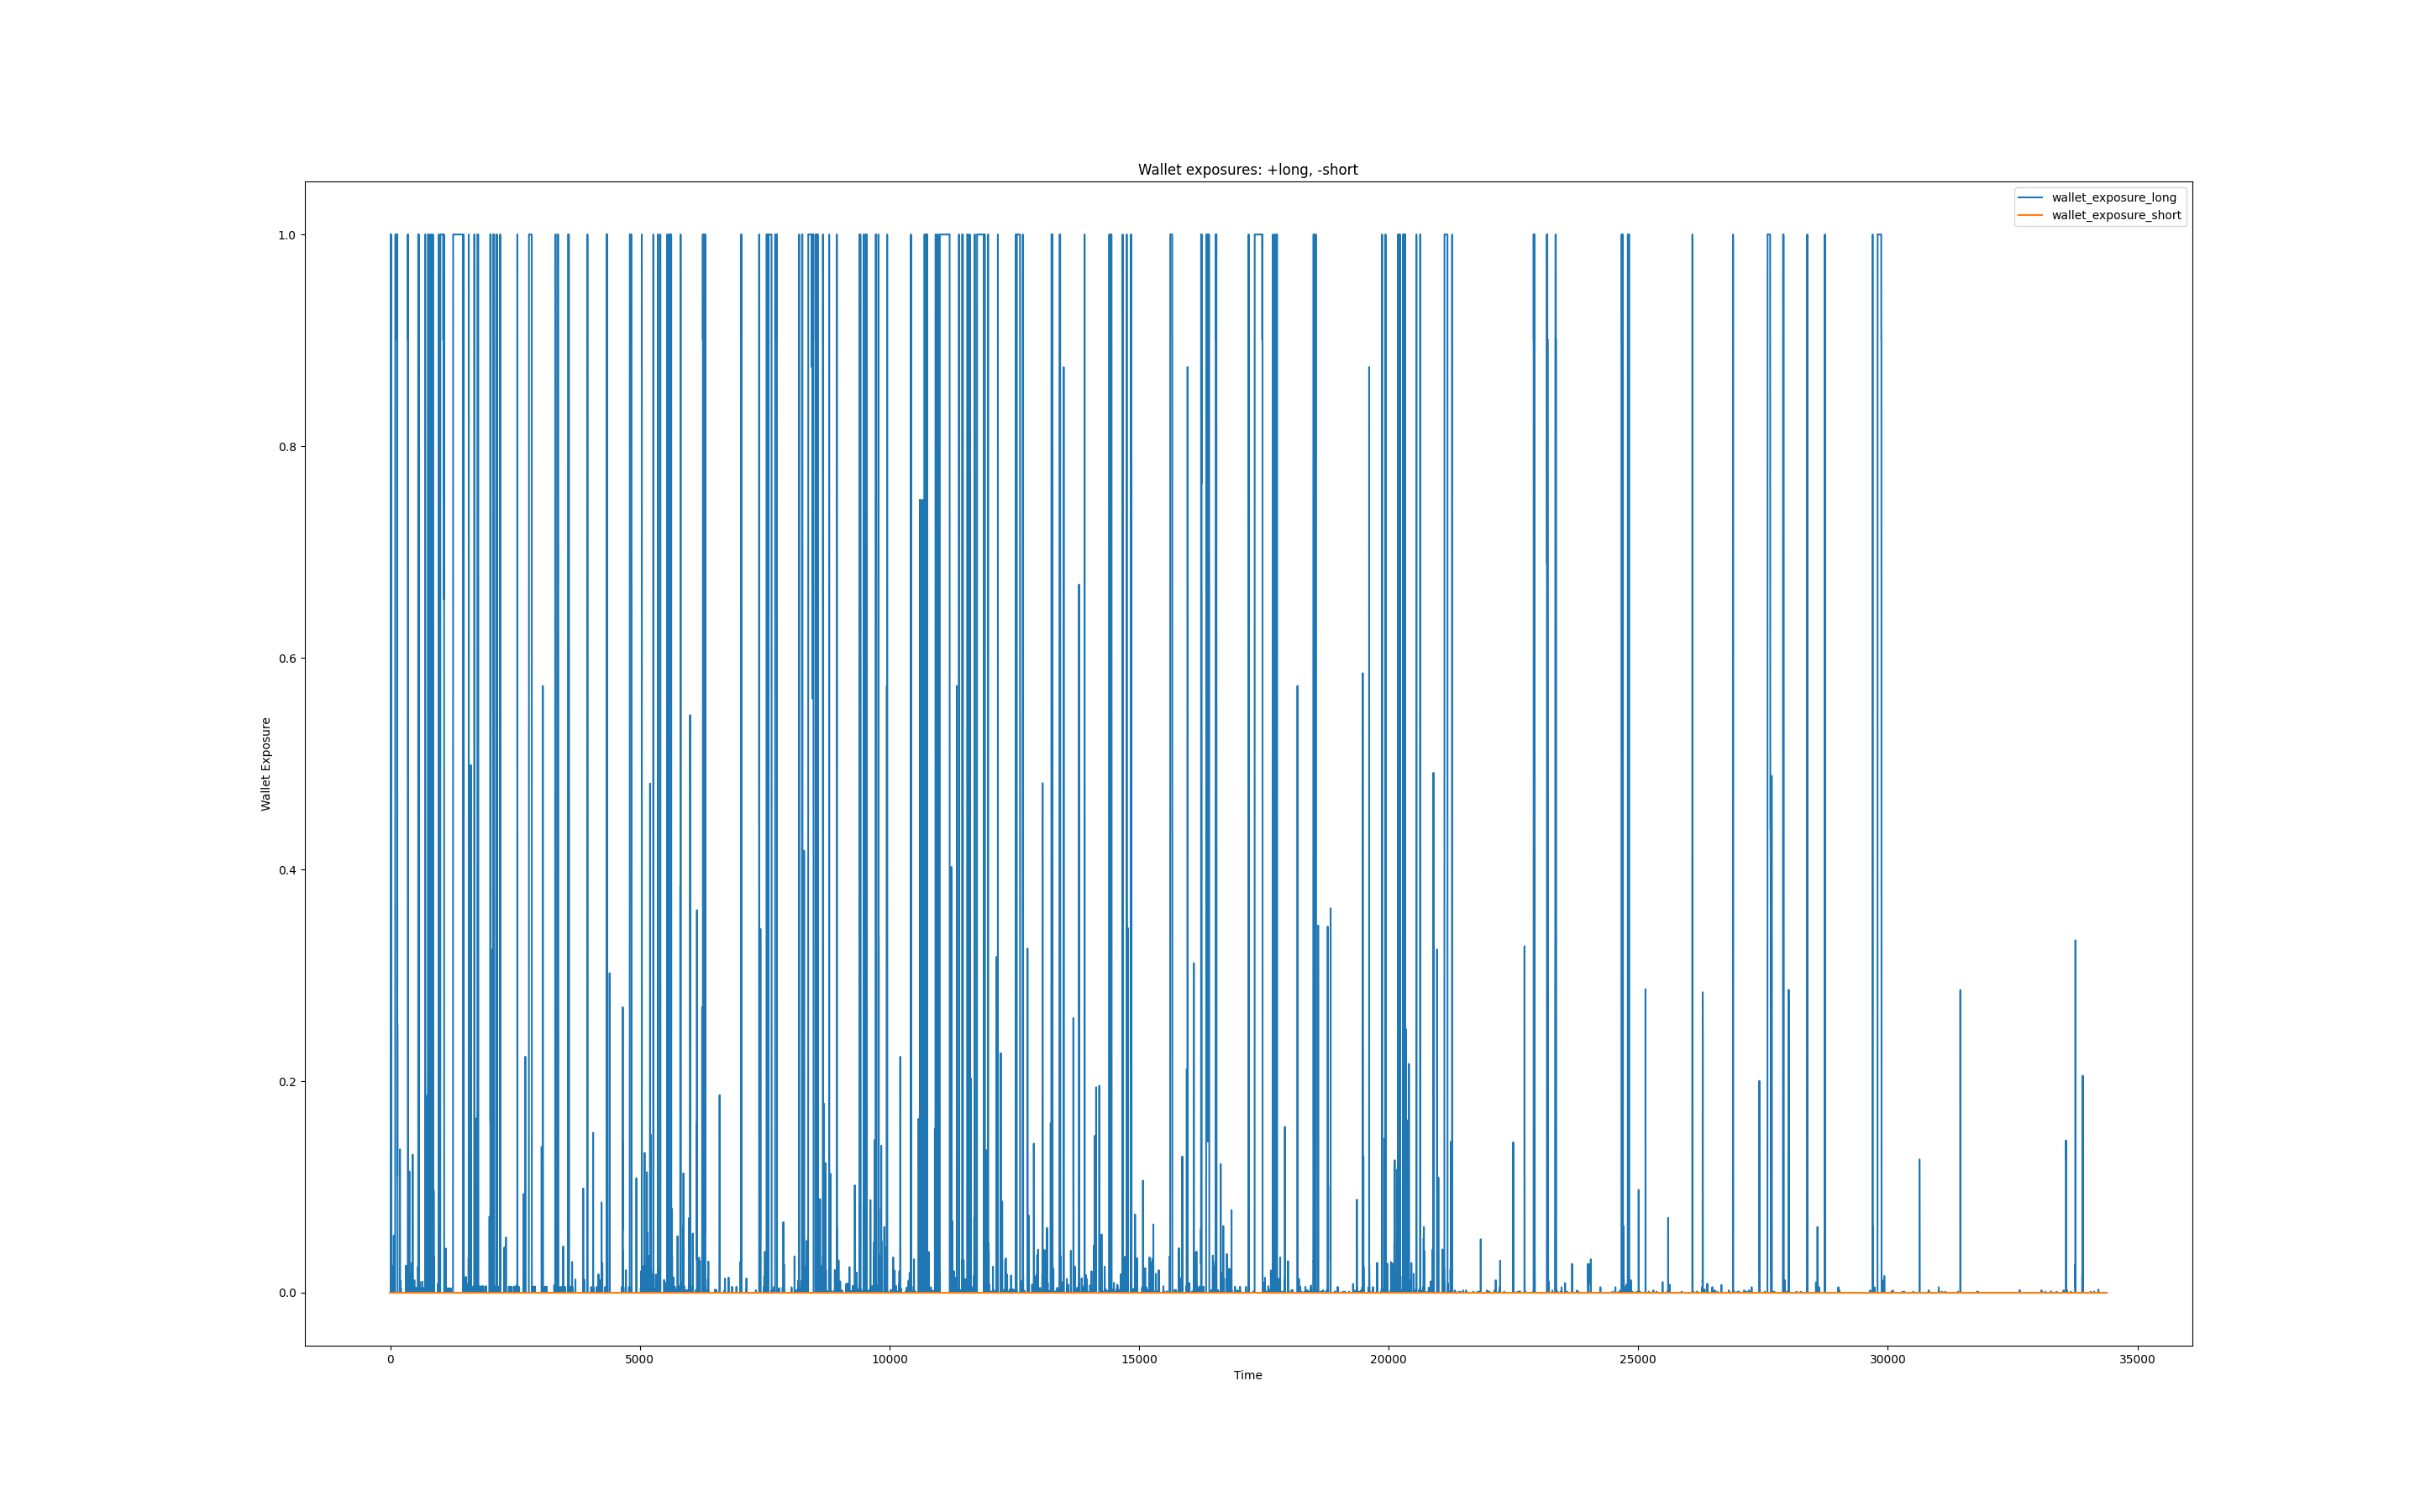 Wallet exposures: +long, -short
wallet_exposure_long
wallet_exposure_short
1.0
0.8
0.6
0.4
0.2
0.0
Wallet Exposure
0 5000 10000 15000 20000 25000 30000 35000
Time